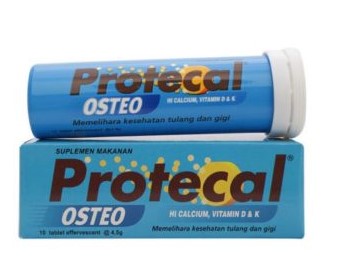 Protecal
OSTEO
HI CALCIUM, VITAMIN D & K
Memelihara kesehatan tulang dan gigi
SUPLEMEN MAKANAN
Protecal®
OSTEO
HI CALCIUM, VITAMIN D & K
10 tablet effervescent @ 4.5g
Memelihara kesehatan tulang dan gigi